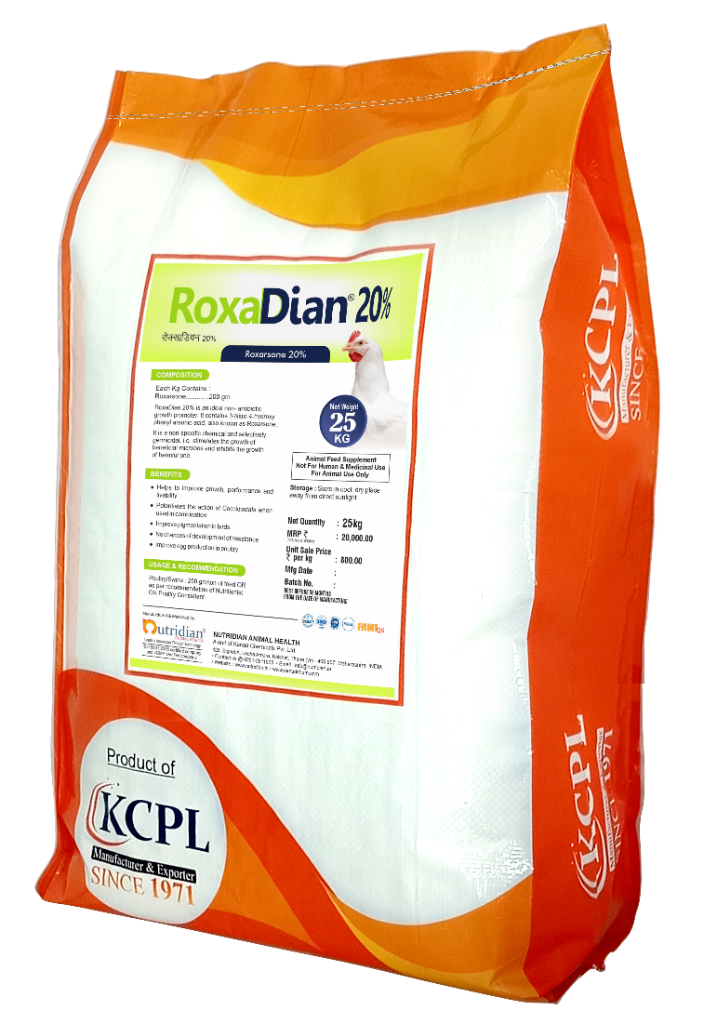 RoxaDian® 20%
रोक्साडियन 20%
Roxarsone 20%
COMPOSITION
Each Kg Contains :
Roxarsone.............200 gm
RoxaDian 20% is an ideal non- antibiotic
growth promoter. It contains 3-Nitro 4-hydroxy
phenyl arsonic acid, also known as Roxarsone.
It is a non specific chemical and selectively
germicidal, i.e. stimulates the growth of
beneficial microbes and inhibits the growth
of harmful one
BENEFITS
Helps to improve growth, performance and
livability
Potentiates the action of Coccidiostats when
used in combination
Improve pigmentation in birds
No chances of development of resistance
Improve egg production in poultry
USAGE & RECOMMENDATION
Poultry/Swine : 250 gm/ton of feed OR
as per recommendation of Nutritionist
OR Poultry Consultant
Net Weight
25
KG
Animal Feed Supplement
Not For Human & Medicinal Use
For Animal Use Only
Storage : Store in cool, dry place
away from direct sunlight
Net Quantity : 25kg
MRP ₹ : 20,000.00
Unit Sale Price
₹ per kg : 800.00
Mfg Date :
Batch No. :
BEST BEFORE MONTHS
FROM THE DATE OF MANUFACTURE
Nutridian®
NUTRIDIAN ANIMAL HEALTH
Product of
KCPL
Manufacturer & Exporter
SINCE 1971
KCPL
Manufacturer &
SINCE
KCPL
SINCE 1971